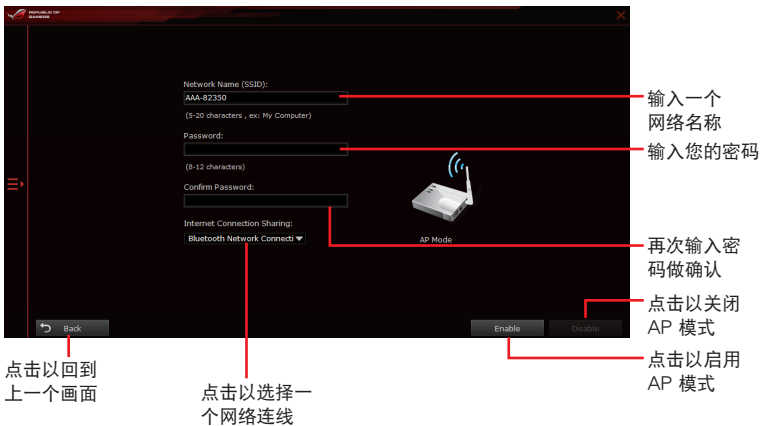 REPUBLIC OF
GAMERS
Network Name (SSID):
AAA-82350
(5-20 characters , ex: My Computer)
Password:
(8-12 characters)
Confirm Password:
Internet Connection Sharing:
Bluetooth Network Connecti
AP Mode
Back
Enable
Disable
输入一个
网络名称
输入您的密码
再次输入密
码做确认
点击以关闭
AP 模式
点击以启用
AP 模式
点击以回到
上一个画面
点击以选择一
个网络连线